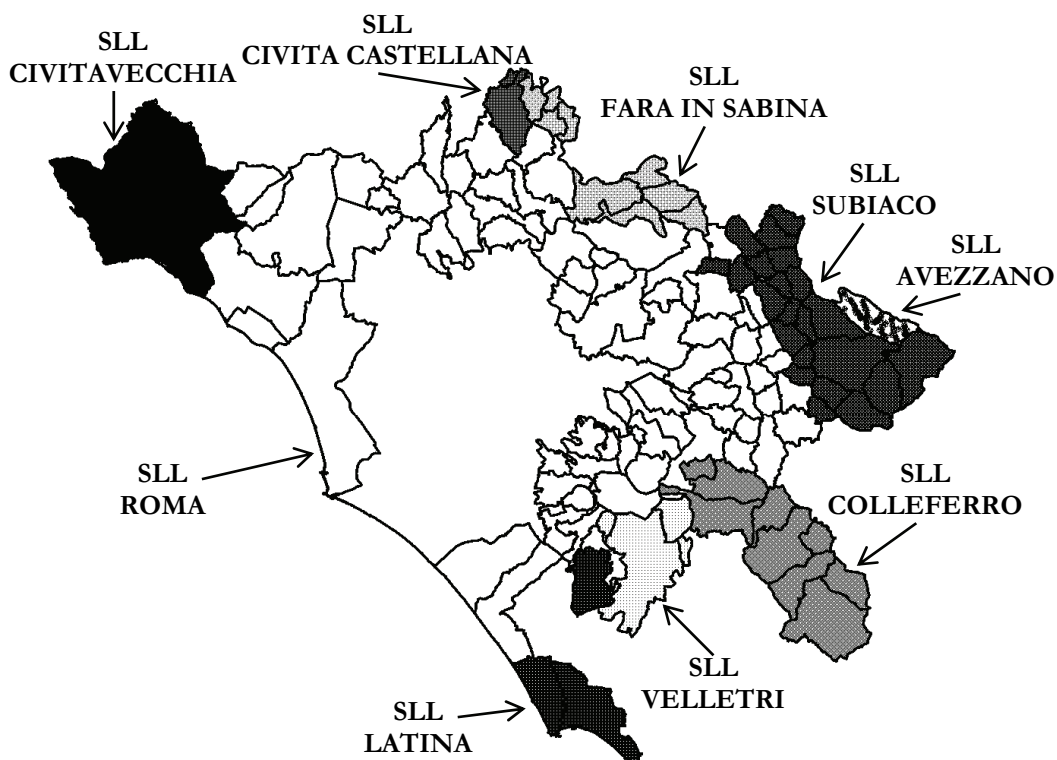 SLL
CIVITAVECCHIA
SLL
CIVITA CASTELLANA
SLL
FARA IN SABINA
SLL
SUBIACO
SLL
AVEZZANO
SLL
ROMA
SLL
COLLEFERRO
SLL
VELLETRI
SLL
LATINA